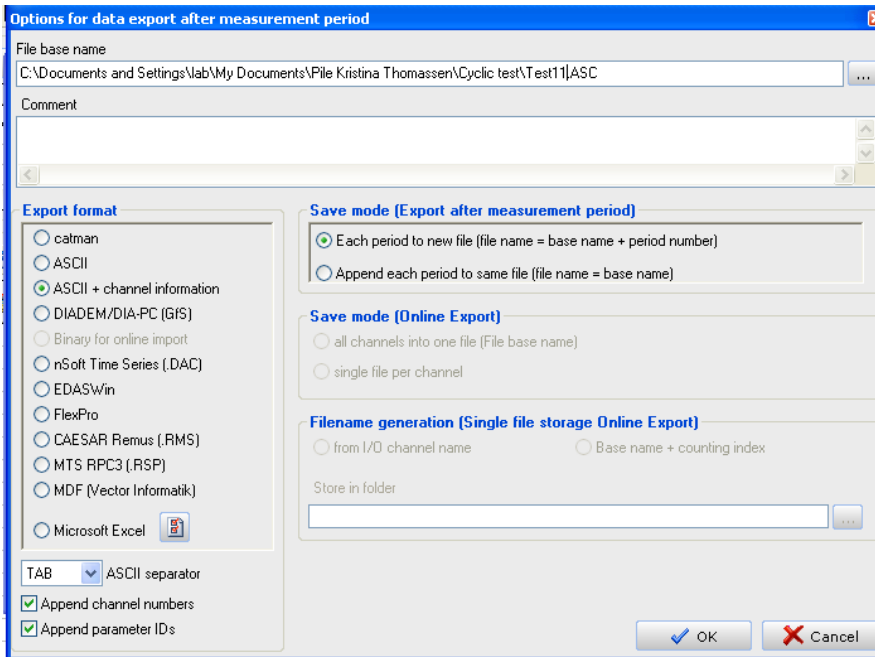 Options for data export after measurement period
File base name
C:\Documents and Settings\lab\My Documents\Pile Kristina Thomassen\Cyclic test\Test11.ASC
...
Comment
Export format
catman
ASCII
ASCII + channel information
DIADEM/DIA-PC (GfS)
Binary for online import
nSoft Time Series (.DAC)
EDASWin
FlexPro
CAESAR Remus (.RMS)
MTS RPC3 (.RSP)
MDF (Vector Informatik)
Microsoft Excel
TAB ASCII separator
Append channel numbers
Append parameter IDs
Save mode (Export after measurement period)
Each period to new file (file name = base name + period number)
Append each period to same file (file name = base name)
Save mode (Online Export)
all channels into one file (File base name)
single file per channel
Filename generation (Single file storage Online Export)
from I/O channel name Base name + counting index
Store in folder
...
OK Cancel